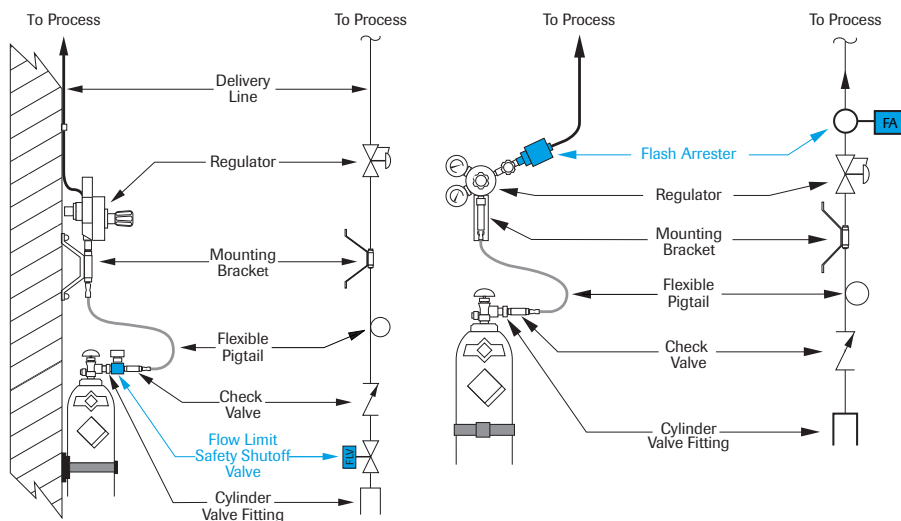 To Process
To Process
Delivery
Line
Regulator
Mounting
Bracket
Flexible
Pigtail
Check
Valve
Flow Limit
Safety Shutoff
Valve
FLV
Cylinder
Valve Fitting
To Process
To Process
FA
Flash Arrester
Regulator
Mounting
Bracket
Flexible
Pigtail
Check
Valve
Cylinder
Valve Fitting